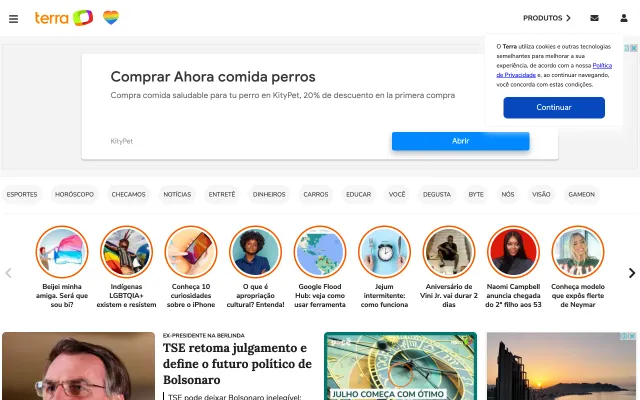 terra
PRODUTOS
O Terra utiliza cookies e outras tecnologias
semelhantes para melhorar a sua
experiência, de acordo com a nossa Política
de Privacidade e, ao continuar navegando,
você concorda com estas condições.
Continuar
Comprar Ahora comida perros
Compra comida saludable para tu perro en KityPet, 20% de descuento en la primera compra
KityPet
Abrir
ESPORTES
HORÓSCOPO
CHECAMOS
NOTÍCIAS
ENTRETÊ
DINHEIROS
CARROS
EDUCAR
VOCÊ
DEGUSTA
BYTE
NÓS
VISÃO
GAMEON
Beijei minha
amiga. Será que
sou bi?
Indígenas
LGBTQIA+
existem e resistem
Conheça 10
curiosidades
sobre o iPhone
O que é
apropriação
cultural? Entenda!
Google Flood
Hub: veja como
usar ferramenta
Jejum
intermitente:
como funciona
Aniversário de
Vini Jr. vai durar 2
dias
Naomi Campbell
anuncia chegada
do 2º filho aos 53
Conheça modelo
que expôs flerte
de Neymar
EX-PRESIDENTE NA BERLINDA
TSE retoma julgamento e
define o futuro político de
Bolsonaro
TSE pode deixar Bolsonaro inelegível;
JULHO COMEÇA COM ÓTIMO